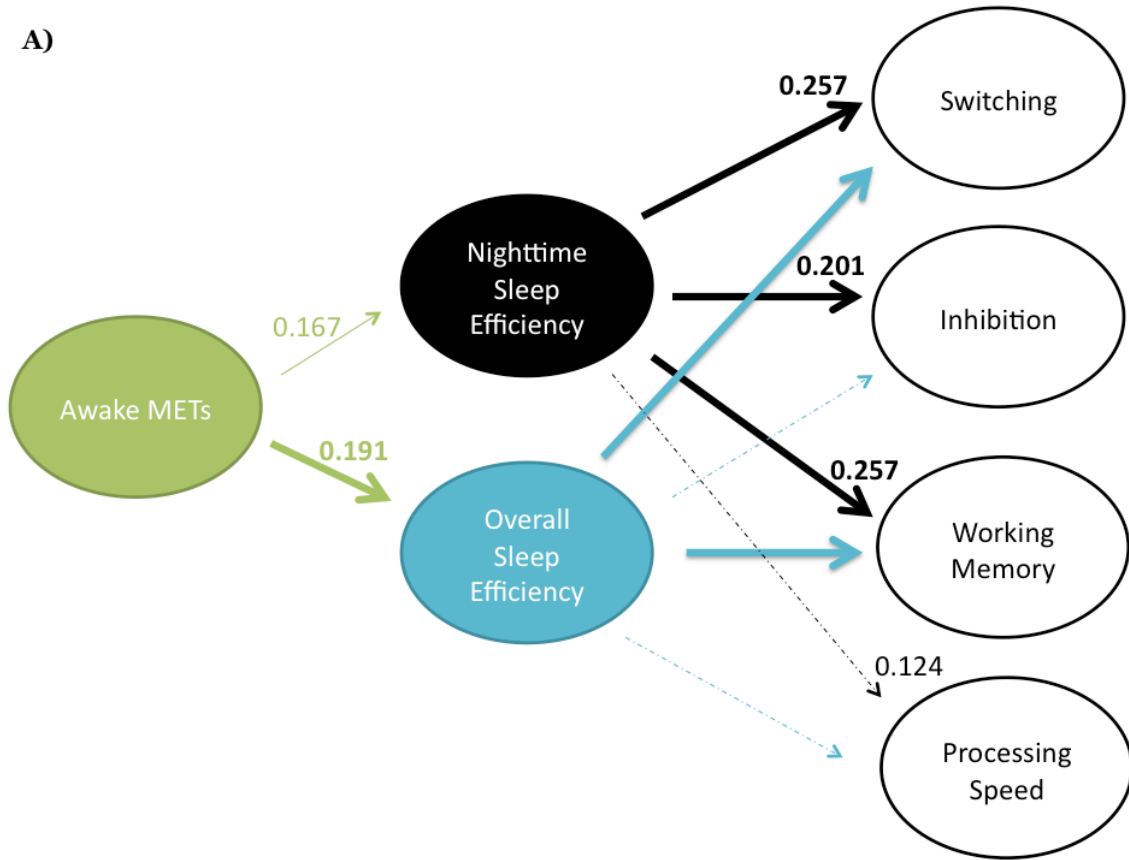 A)
0.257
Switching
Nighttime
Sleep
Efficiency
0.201
Inhibition
0.167
Awake METs
0.191
Overall
Sleep
Efficiency
0.257
Working
Memory
0.124
Processing
Speed